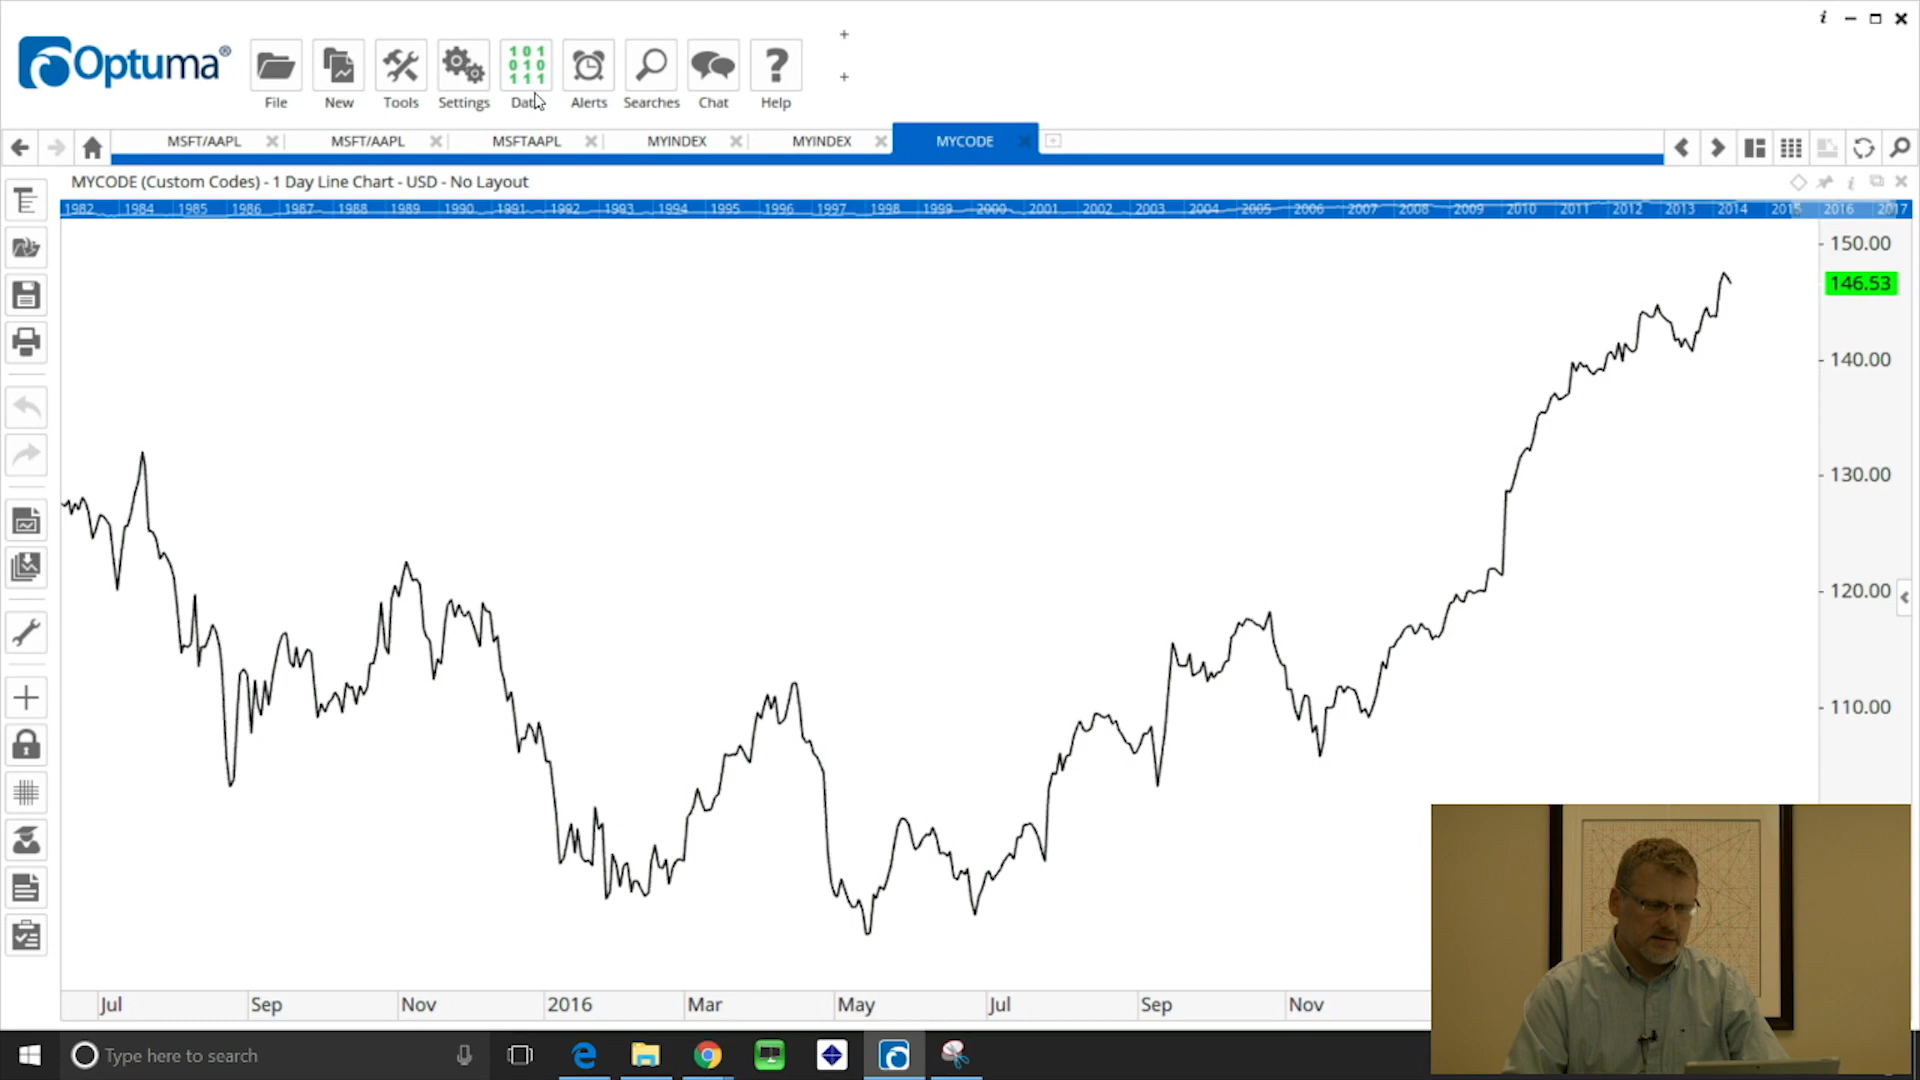 Optuma®
File New Tools Settings Data Alerts Searches Chat Help
MSFT/AAPL MSFT/AAPL MSFTAAPL MYINDEX MYINDEX MYCODE
MYCODE (Custom Codes) - 1 Day Line Chart - USD - No Layout
1982 1984 1985 1986 1987 1988 1989 1990 1991 1992 1993 1994 1995 1996 1997 1998 1999 2000 2001 2002 2003 2004 2005 2006 2007 2008 2009 2010 2011 2012 2013 2014 2015 2016 2017
150.00
146.53
140.00
130.00
120.00
110.00
Jul Sep Nov 2016 Mar May Jul Sep Nov
Type here to search